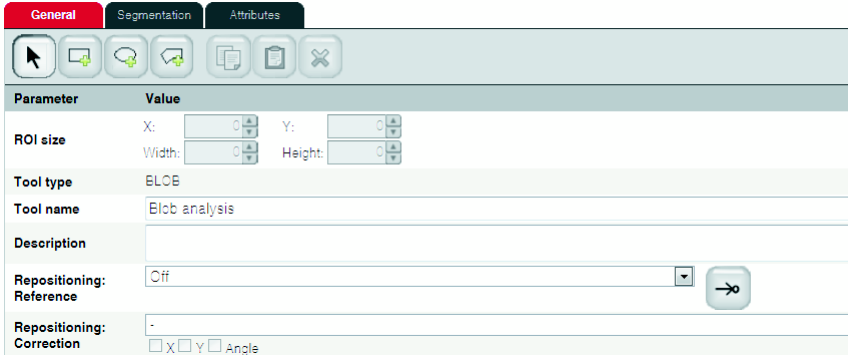 General Segmentation Attributes
Parameter Value
ROI size X: 0 Y: 0
Width: 0 Height: 0
Tool type BLOB
Tool name Blob analysis
Description
Repositioning: Reference Off
Repositioning: Correction -
X Y Angle